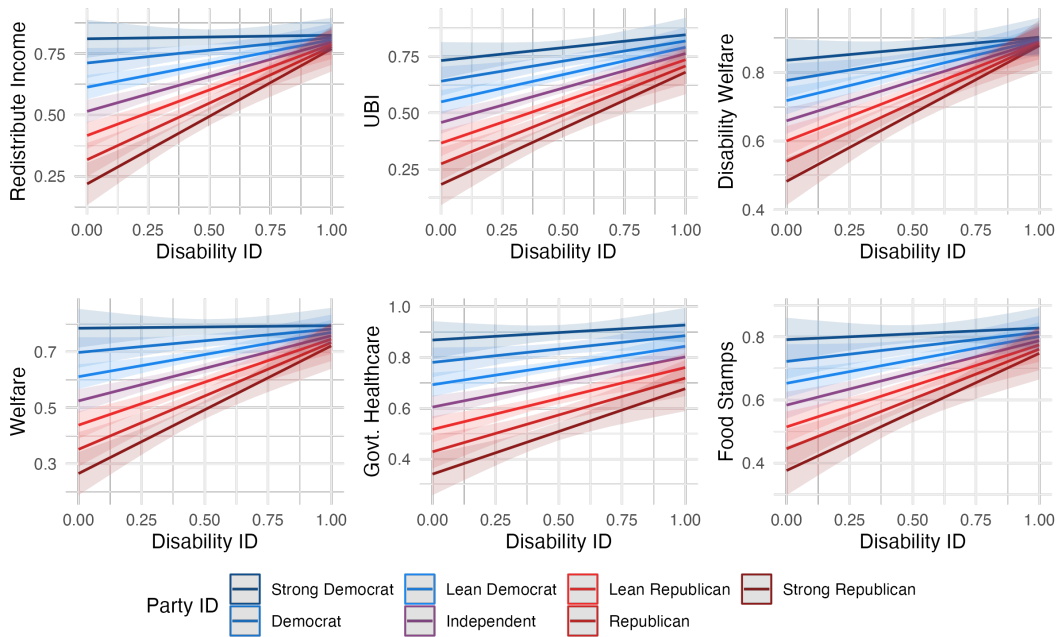 Redistribute Income
0.75
0.50
0.25
0.00 0.25 0.50 0.75 1.00
Disability ID
UBI
0.75
0.50
0.25
0.00 0.25 0.50 0.75 1.00
Disability ID
Disability Welfare
0.8
0.6
0.4
0.00 0.25 0.50 0.75 1.00
Disability ID
Welfare
0.7
0.5
0.3
0.00 0.25 0.50 0.75 1.00
Disability ID
Govt. Healthcare
1.0
0.8
0.6
0.4
0.00 0.25 0.50 0.75 1.00
Disability ID
Food Stamps
0.8
0.6
0.4
0.00 0.25 0.50 0.75 1.00
Disability ID
Party ID
Strong Democrat Lean Democrat Lean Republican Strong Republican
Democrat Independent Republican